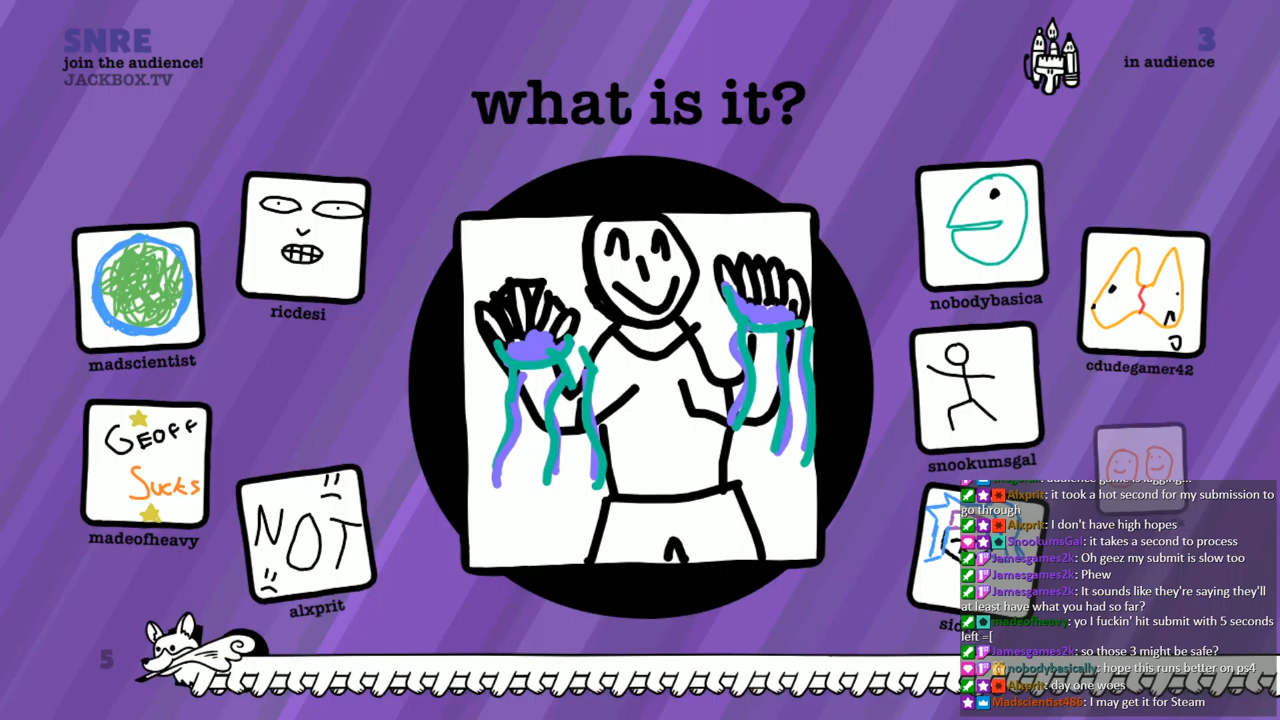 SNRE
join the audience!
JACKBOX.TV
3
in audience
what is it?
madscientist
ricdesi
GEOFF
SUCKS
madeofheavy
NOT
alxprit
nobodybasica
cdudegamer42
snookumsgal
5
Alxprit: it took a hot second for my submission to
go through
Alxprit: I don't have high hopes
SnookumsGal: it takes a second to process
Jamesgames2k: Oh geez my submit is slow too
Jamesgames2k: Phew
Jamesgames2k: It sounds like they're saying they'll
at least have what you had so far?
madeofheavy: yo I fuckin' hit submit with 5 seconds
left =[
Jamesgames2k: so those 3 might be safe?
nobodybasically: hope this runs better on ps4
Alxprit: day one woes
Madscientist486: I may get it for Steam